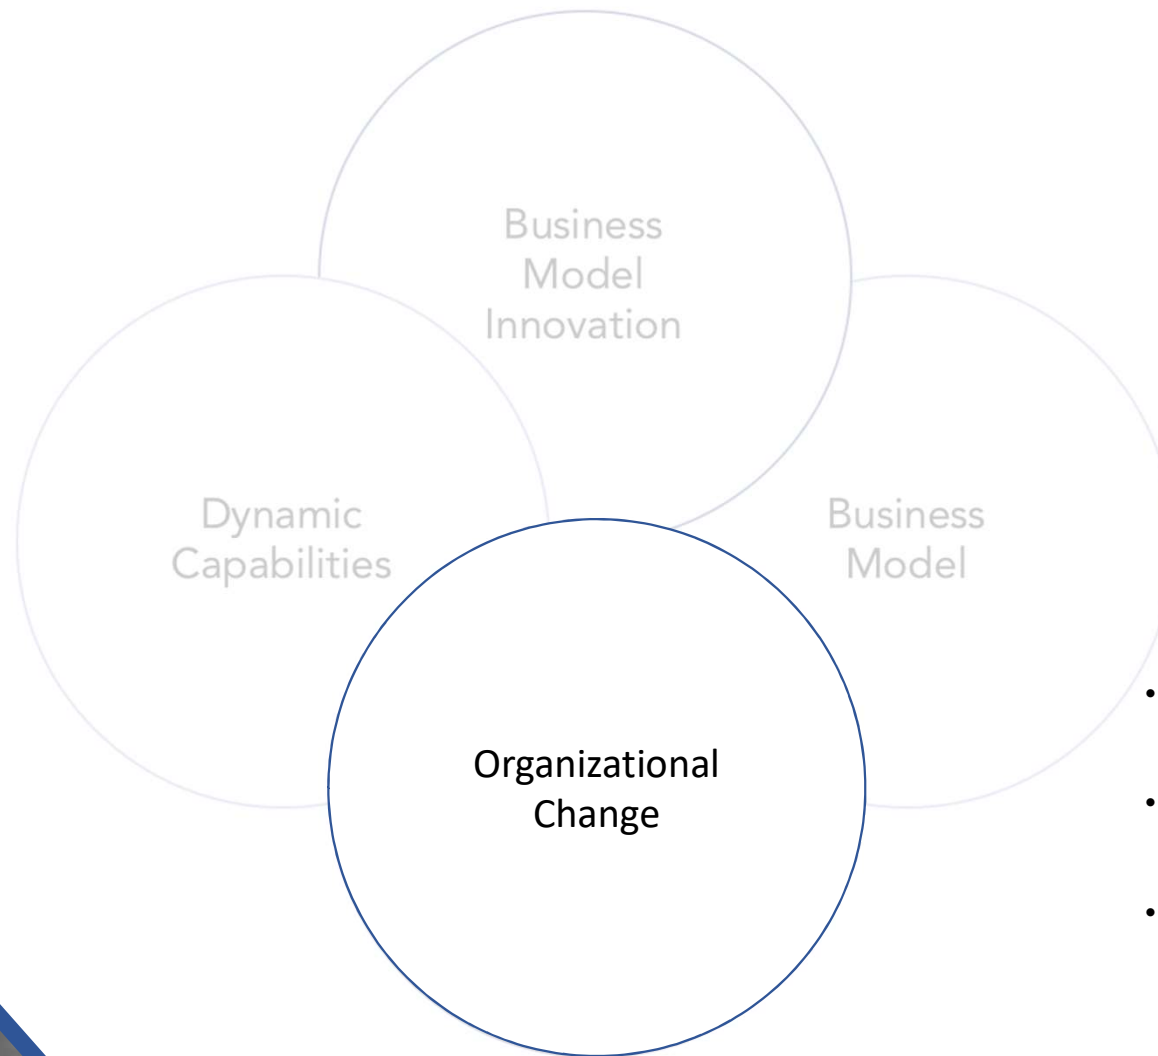 Business
Model
Innovation
Dynamic
Capabilities
Business
Model
Organizational
Change
•
•
•